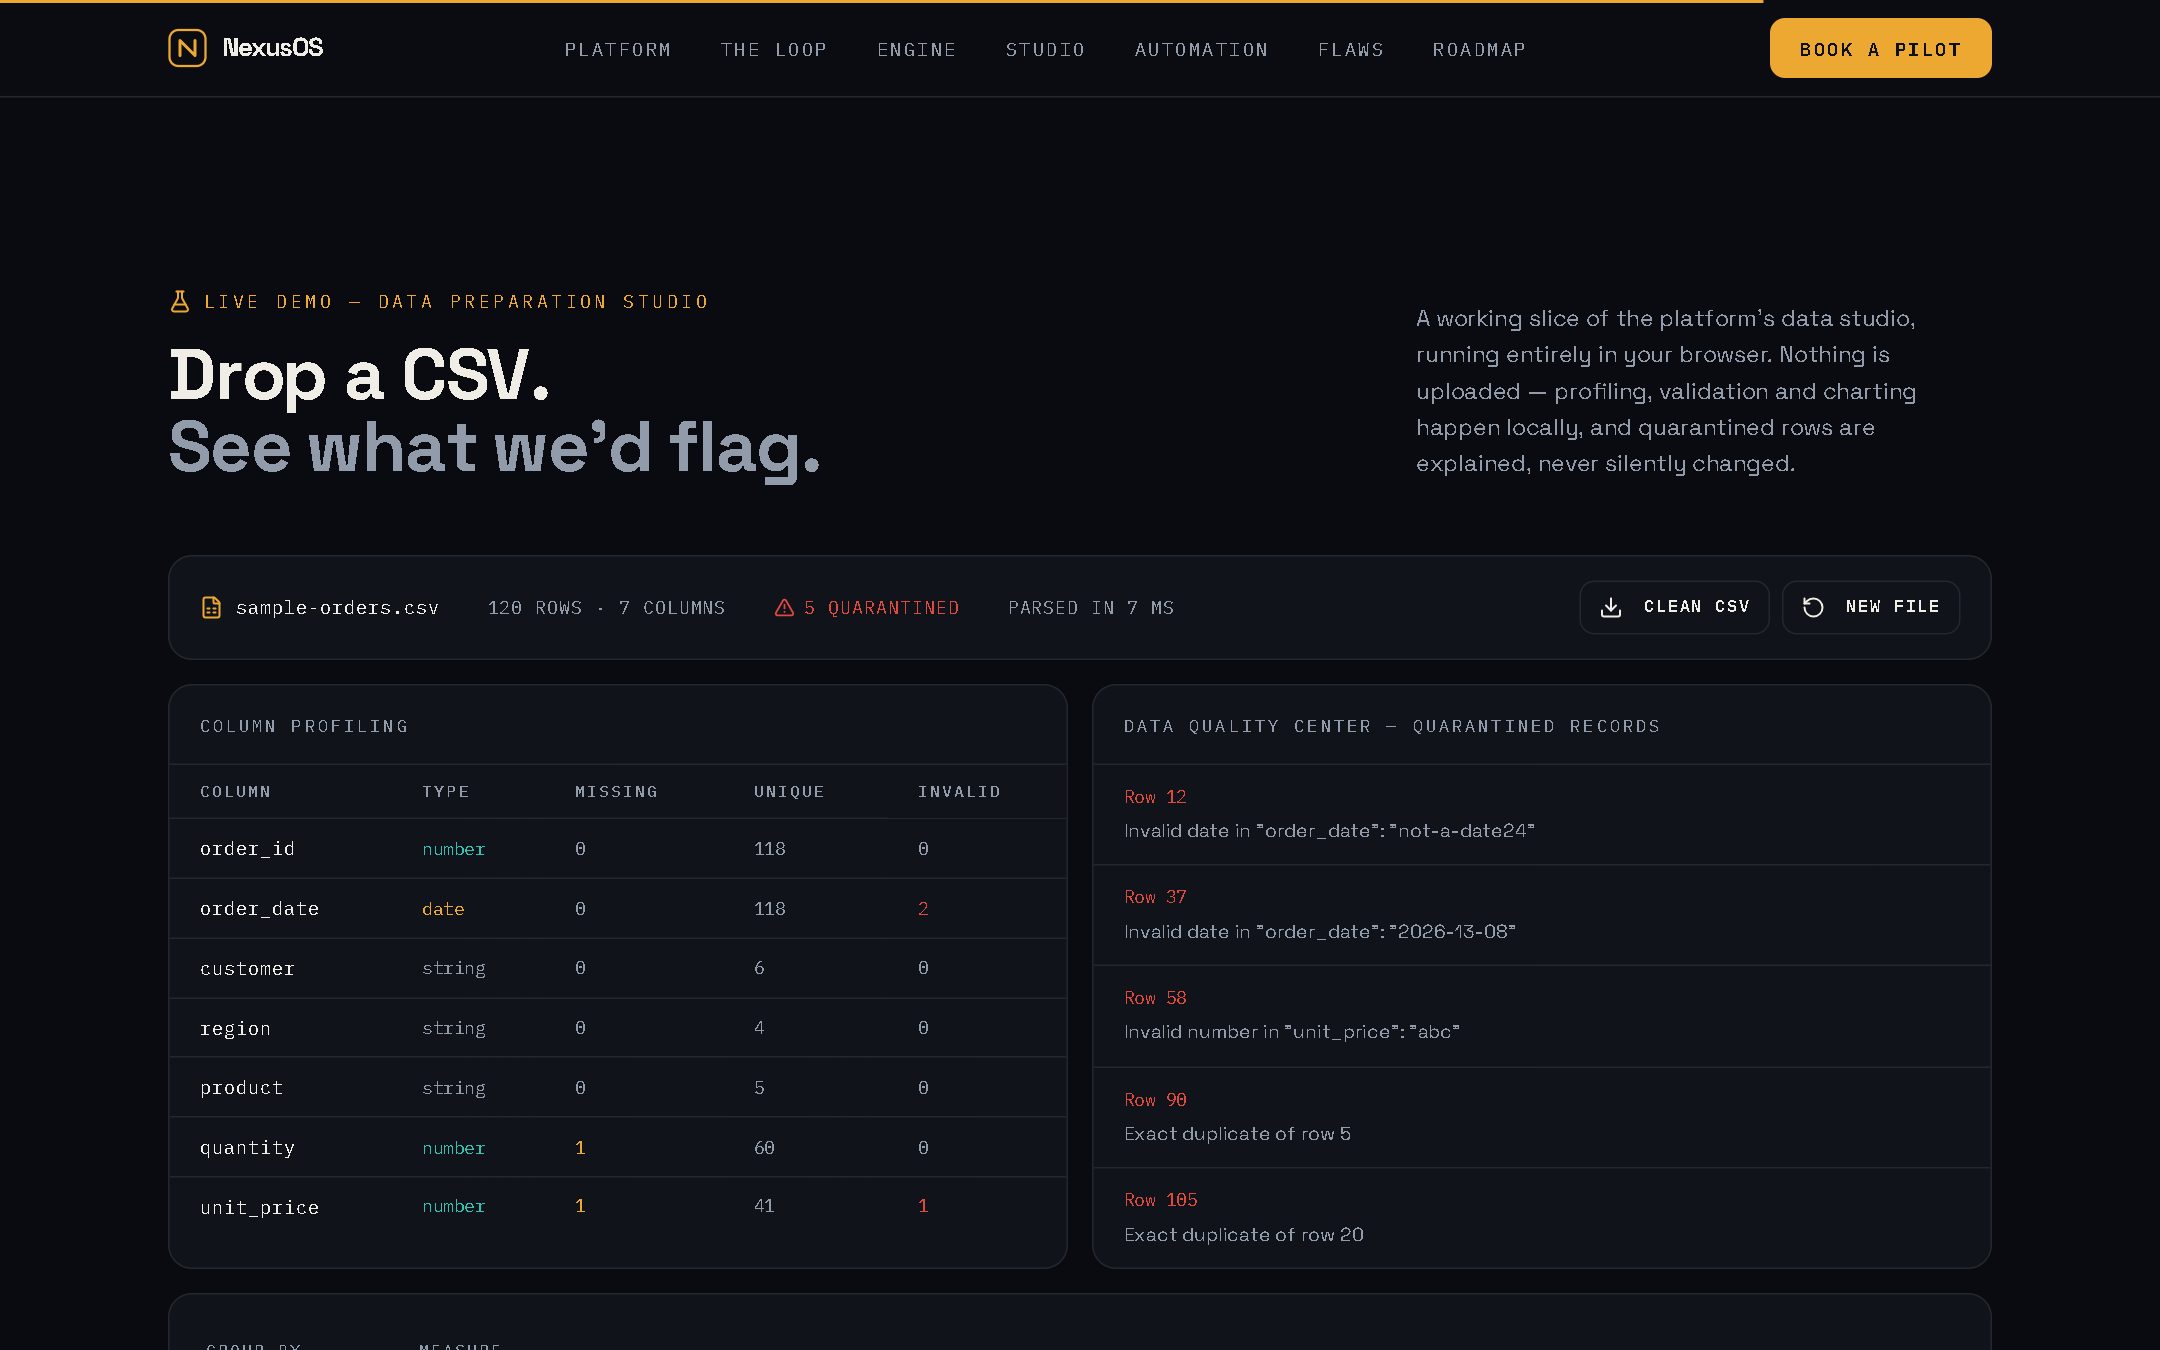 NexusOS
PLATFORM THE LOOP ENGINE STUDIO AUTOMATION FLAWS ROADMAP
BOOK A PILOT
LIVE DEMO — DATA PREPARATION STUDIO
Drop a CSV.
See what we’d flag.
A working slice of the platform’s data studio,
running entirely in your browser. Nothing is
uploaded — profiling, validation and charting
happen locally, and quarantined rows are
explained, never silently changed.
sample-orders.csv 120 ROWS · 7 COLUMNS 5 QUARANTINED PARSED IN 7 MS
CLEAN CSV NEW FILE
COLUMN PROFILING
COLUMN TYPE MISSING UNIQUE INVALID
order_id number 0 118 0
order_date date 0 118 2
customer string 0 6 0
region string 0 4 0
product string 0 5 0
quantity number 1 60 0
unit_price number 1 41 1
DATA QUALITY CENTER — QUARANTINED RECORDS
Row 12
Invalid date in "order_date": "not-a-date24"
Row 37
Invalid date in "order_date": "2026-13-08"
Row 58
Invalid number in "unit_price": "abc"
Row 90
Exact duplicate of row 5
Row 105
Exact duplicate of row 20
GROUP BY MEASURE